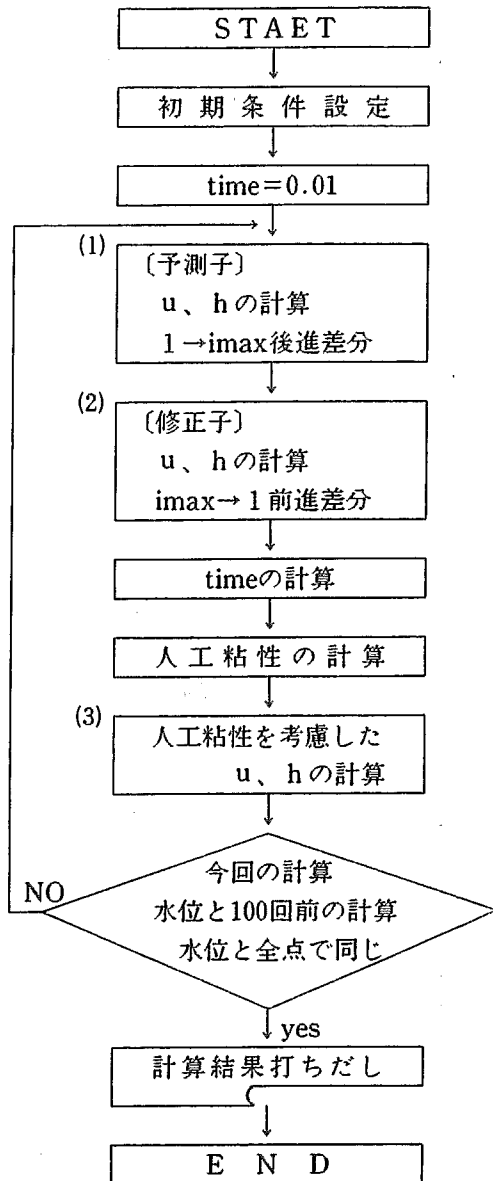 STAET
初期条件設定
time=0.01
(1)
〔予測子〕
u、hの計算
1→imax後進差分
(2)
〔修正子〕
u、hの計算
imax→1前進差分
timeの計算
人工粘性の計算
(3)
人工粘性を考慮した
u、hの計算
今回の計算
NO
水位と100回前の計算
水位と全点で同じ
yes
計算結果打ちだし
END